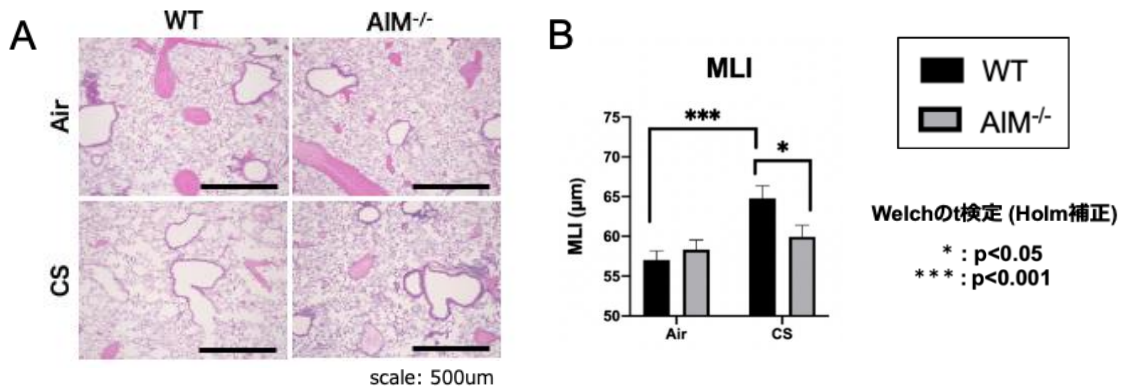 A
WT
AIM-/-
Air
CS
scale: 500um
B
MLI
MLI (μm)
75
70
65
60
55
50
***
*
Air
CS
WT
AIM-/-
Welchのt検定 (Holm補正)
* : p<0.05
*** : p<0.001